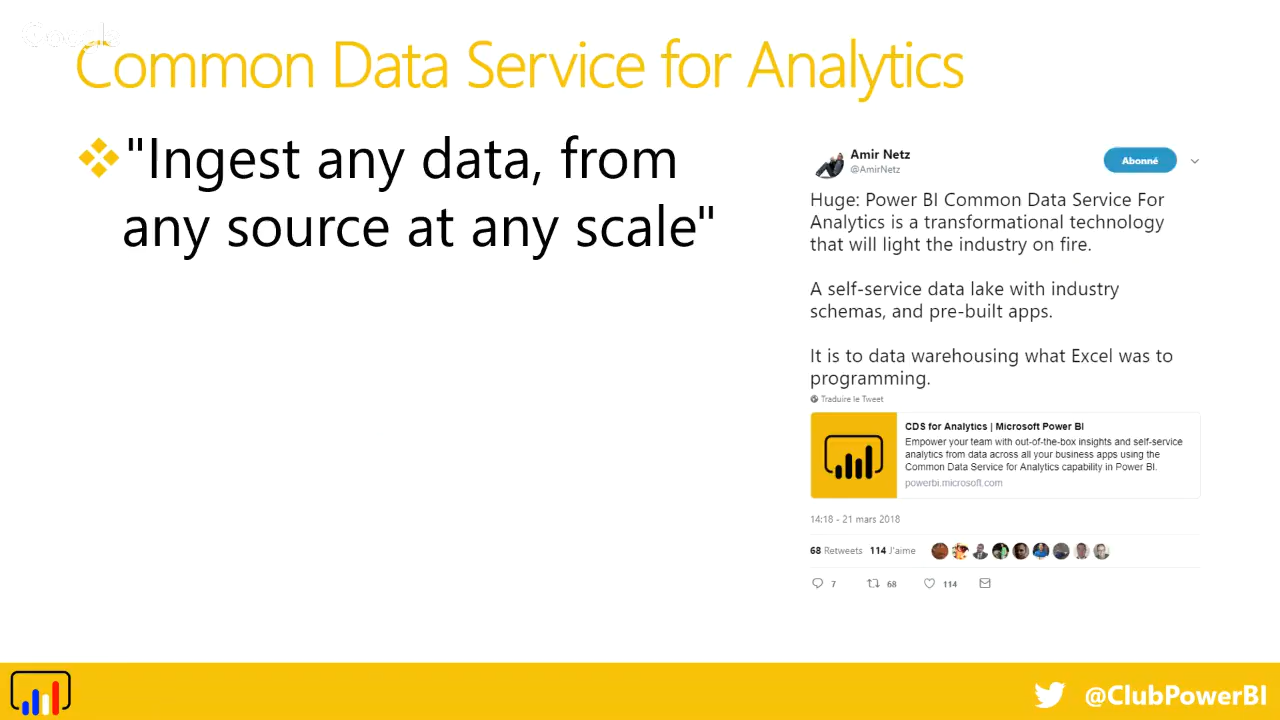 Common Data Service for Analytics
"Ingest any data, from
any source at any scale"
Amir Netz
@AmirNetz
Abonné
Huge: Power BI Common Data Service For
Analytics is a transformational technology
that will light the industry on fire.
A self-service data lake with industry
schemas, and pre-built apps.
It is to data warehousing what Excel was to
programming.
Traduire le Tweet
CDS for Analytics | Microsoft Power BI
Empower your team with out-of-the-box insights and self-service
analytics from data across all your business apps using the
Common Data Service for Analytics capability in Power BI.
powerbi.microsoft.com
14:18 - 21 mars 2018
68 Retweets 114 J'aime
7 68 114
@ClubPowerBI